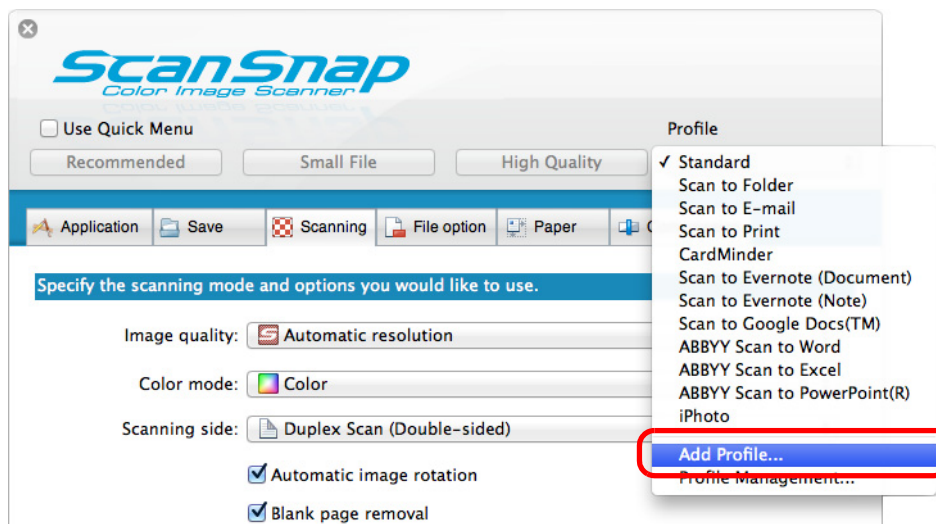 ScanSnap
Color Image Scanner
Use Quick Menu
Profile
Recommended
Small File
High Quality
✓ Standard
Scan to Folder
Scan to E-mail
Scan to Print
CardMinder
Scan to Evernote (Document)
Scan to Evernote (Note)
Scan to Google Docs(TM)
ABBYY Scan to Word
ABBYY Scan to Excel
ABBYY Scan to PowerPoint(R)
iPhoto
Add Profile...
Profile Management...
Application
Save
Scanning
File option
Paper
Specify the scanning mode and options you would like to use.
Image quality: Automatic resolution
Color mode: Color
Scanning side: Duplex Scan (Double-sided)
Automatic image rotation
Blank page removal